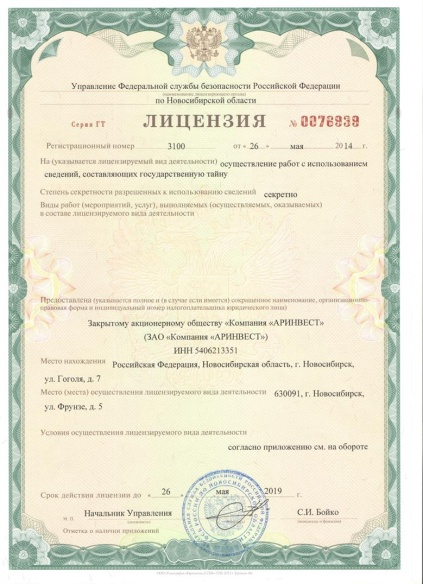 Управление Федеральной службы безопасности Российской Федерации
(наименование лицензирующего органа)
по Новосибирской области
Серия ГТ ЛИЦЕНЗИЯ № 0076939
Регистрационный номер 3100 от «26» мая 2014 г.
На (указывается лицензируемый вид деятельности) осуществление работ с использованием
сведений, составляющих государственную тайну
Степень секретности разрешенных к использованию сведений секретно
Виды работ (мероприятий, услуг), выполняемых (осуществляемых, оказываемых)
в составе лицензируемого вида деятельности
Предоставлена (указывается полное и (в случае если имеется) сокращенное наименование, организационно-
правовая форма и индивидуальный номер налогоплательщика юридического лица)
Закрытому акционерному обществу «Компания «АРИНВЕСТ»
(ЗАО «Компания «АРИНВЕСТ»)
ИНН 5406213351
Место нахождения Российская Федерация, Новосибирская область, г. Новосибирск,
ул. Гоголя, д. 7
Место (места) осуществления лицензируемого вида деятельности 630091, г. Новосибирск,
ул. Фрунзе, д. 5
Условия осуществления лицензируемого вида деятельности
согласно приложению см. на обороте
Срок действия лицензии до «26» мая 2019 г.
М.П. Начальник Управления С.И. Бойко
Отметка о наличии приложений